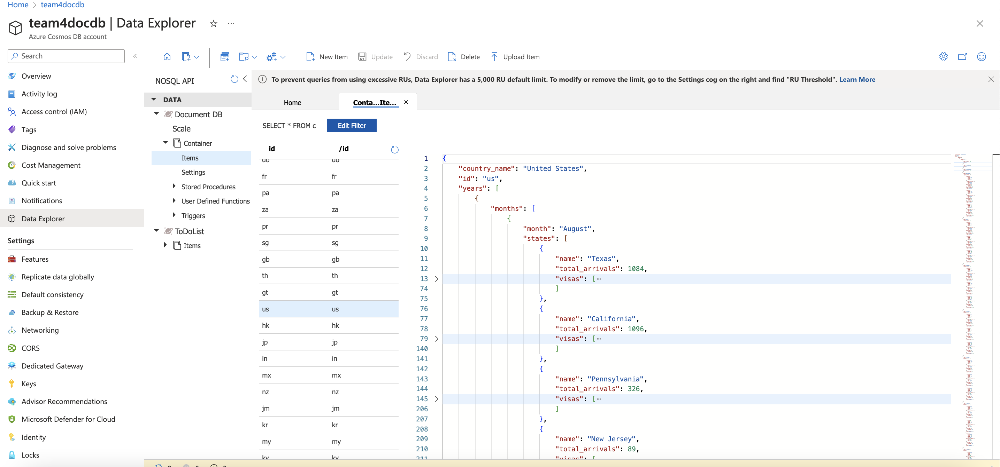 Home > team4docdb
team4docdb | Data Explorer
Azure Cosmos DB account
Search
Overview
Activity log
Access control (IAM)
Tags
Diagnose and solve problems
Cost Management
Quick start
Notifications
Data Explorer
Settings
Features
Replicate data globally
Default consistency
Backup & Restore
Networking
CORS
Dedicated Gateway
Keys
Advisor Recommendations
Microsoft Defender for Cloud
Identity
Locks
New Item Update Discard Delete Upload Item
NOSQL API
DATA
Document DB
Scale
Container
Items
Settings
Stored Procedures
User Defined Functions
Triggers
ToDoList
Items
To prevent queries from using excessive RUs, Data Explorer has a 5,000 RU default limit. To modify or remove the limit, go to the Settings cog on the right and find "RU Threshold". Learn More
Home Conta...Ite...
SELECT * FROM c Edit Filter
id /id
do do
fr fr
pa pa
za za
pr pr
sg sg
gb gb
th th
gt gt
us us
hk hk
jp jp
in in
mx mx
nz nz
jm jm
kr kr
my my
ky ky
1 {
2 "country_name": "United States",
3 "id": "us",
4 "years": [
5 {
6 "months": [
7 {
8 "month": "August",
9 "states": [
10 {
11 "name": "Texas",
12 "total_arrivals": 1084,
13 "visas": [⋯
74 ]
75 },
76 {
77 "name": "California",
78 "total_arrivals": 1096,
79 "visas": [⋯
140 ]
141 },
142 {
143 "name": "Pennsylvania",
144 "total_arrivals": 326,
145 "visas": [⋯
206 ]
207 },
208 {
209 "name": "New Jersey",
210 "total_arrivals": 89,
211 "visas": [